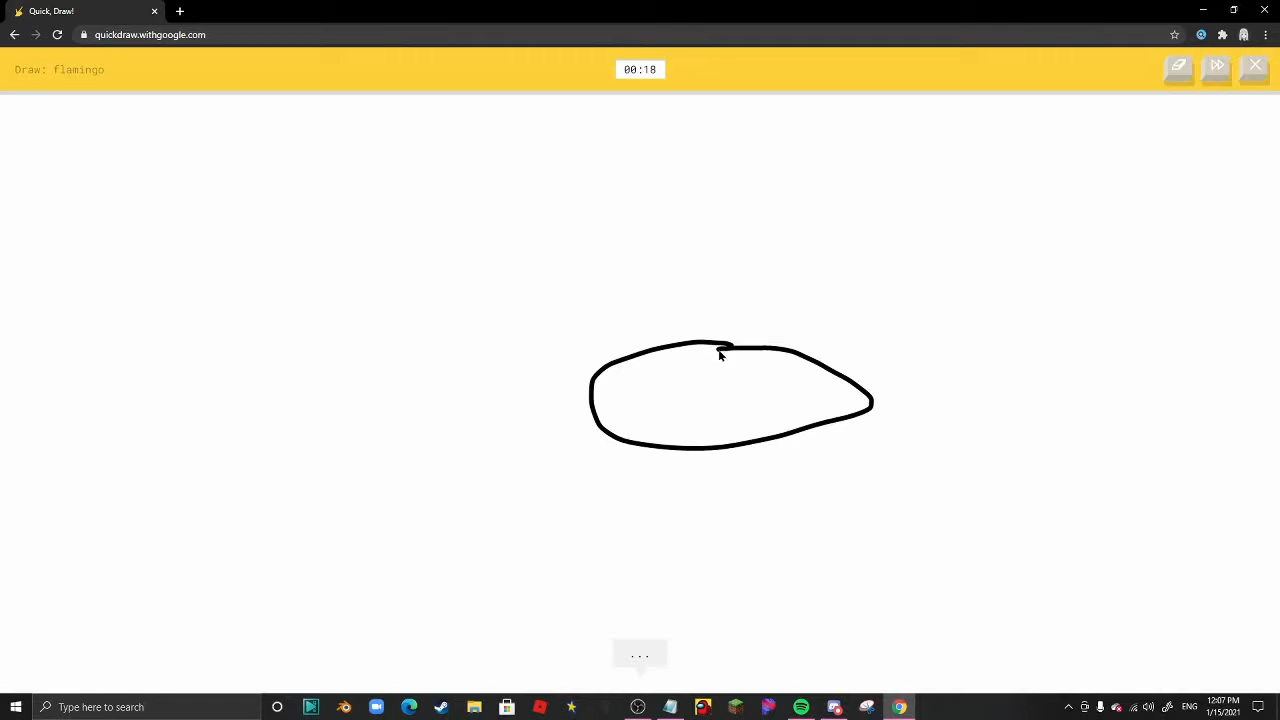 Quick, Draw!
quickdraw.withgoogle.com
Draw: flamingo
00:18
...
Type here to search
12:07 PM
1/15/2021